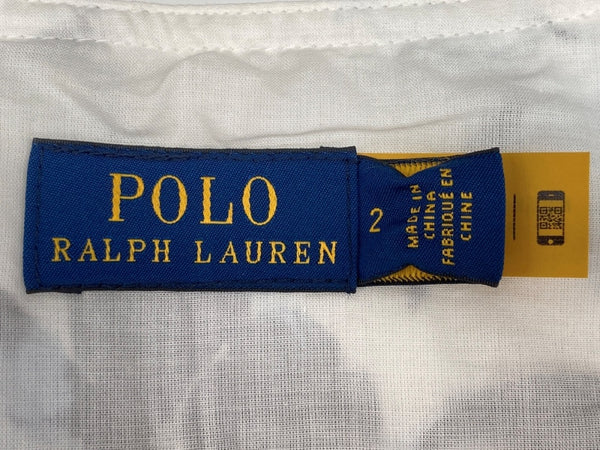 POLO
RALPH LAUREN
2
MADE IN
CHINA
FABRIQUÉ EN
CHINE